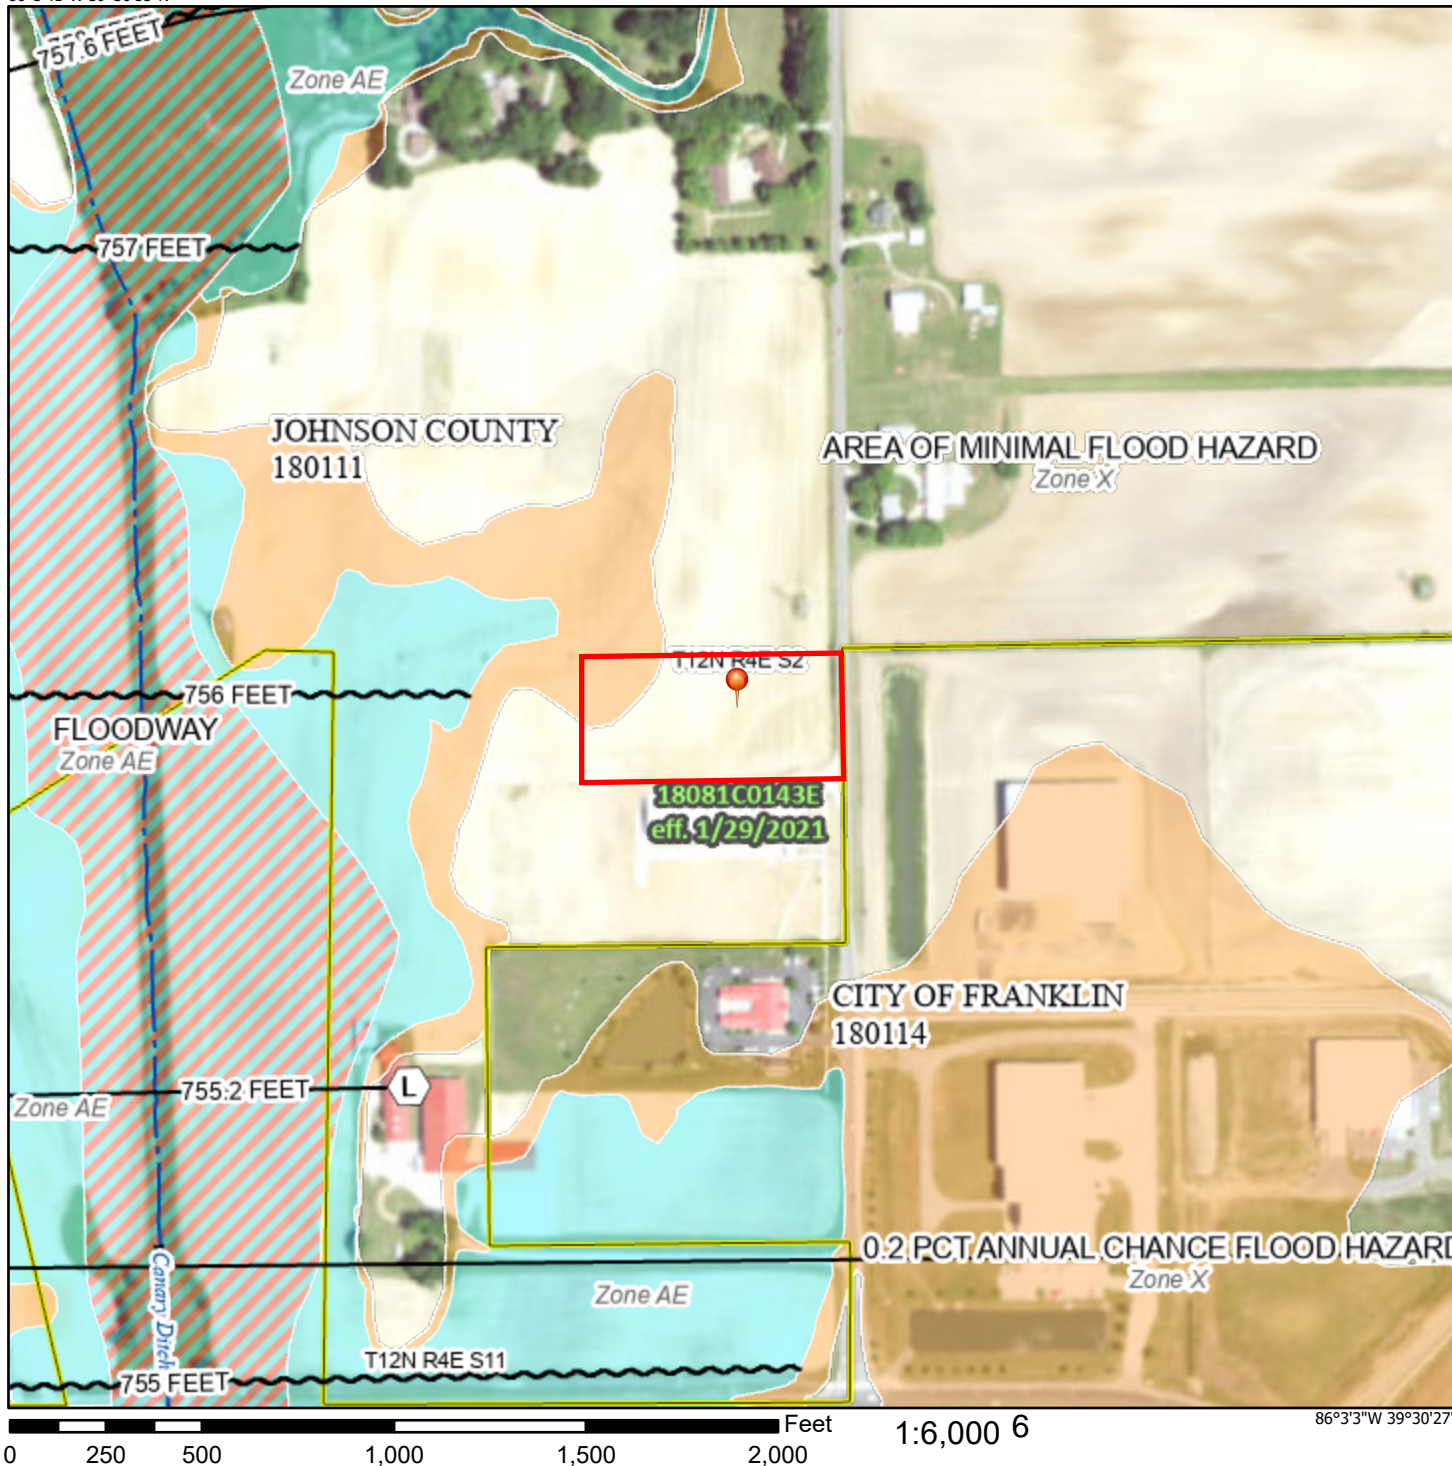 757.6 FEET
Zone AE
757 FEET
JOHNSON COUNTY
180111
AREA OF MINIMAL FLOOD HAZARD
Zone X
T12N R4E S2
756 FEET
FLOODWAY
Zone AE
18081C0143E
eff. 1/29/2021
CITY OF FRANKLIN
180114
755.2 FEET
L
Zone AE
0.2 PCT ANNUAL CHANCE FLOOD HAZARD
Zone X
Zone AE
Canary Ditch
T12N R4E S11
755 FEET
Feet
1:6,000
6
86°3'3"W 39°30'27"
0 250 500 1,000 1,500 2,000